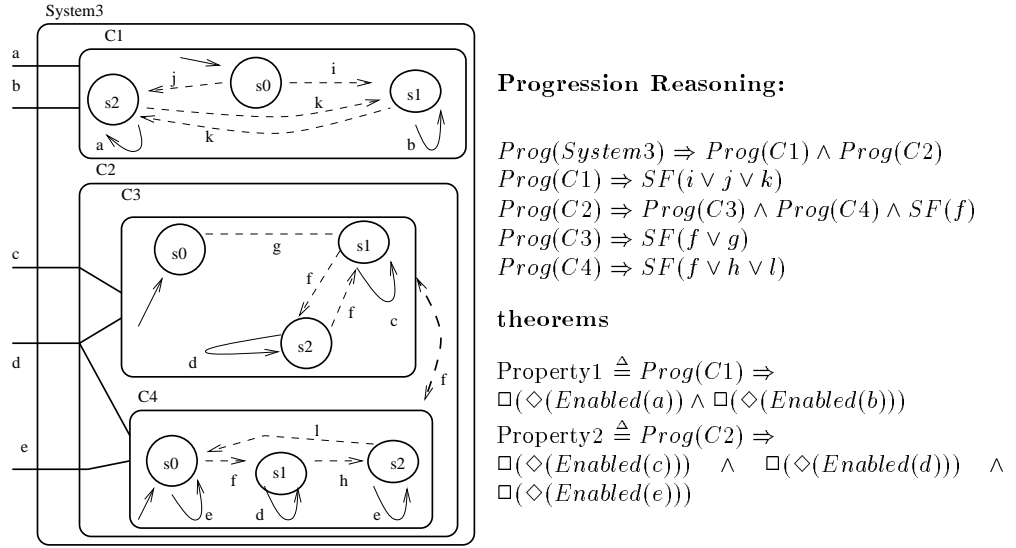 System3
C1
a
b
j
i
s2
s0
s1
k
k
a
b
C2
C3
s0
g
s1
f
f
c
c
s2
d
d
f
C4
l
e
s0
s1
s2
f
h
e
d
e
Progression Reasoning:
Prog(System3) ⇒ Prog(C1) ∧ Prog(C2)
Prog(C1) ⇒ SF(i ∨ j ∨ k)
Prog(C2) ⇒ Prog(C3) ∧ Prog(C4) ∧ SF(f)
Prog(C3) ⇒ SF(f ∨ g)
Prog(C4) ⇒ SF(f ∨ h ∨ l)
theorems
Property1 ≜ Prog(C1) ⇒
□(◇(Enabled(a)) ∧ □(◇(Enabled(b)))
Property2 ≜ Prog(C2) ⇒
□(◇(Enabled(c))) ∧ □(◇(Enabled(d))) ∧
□(◇(Enabled(e)))